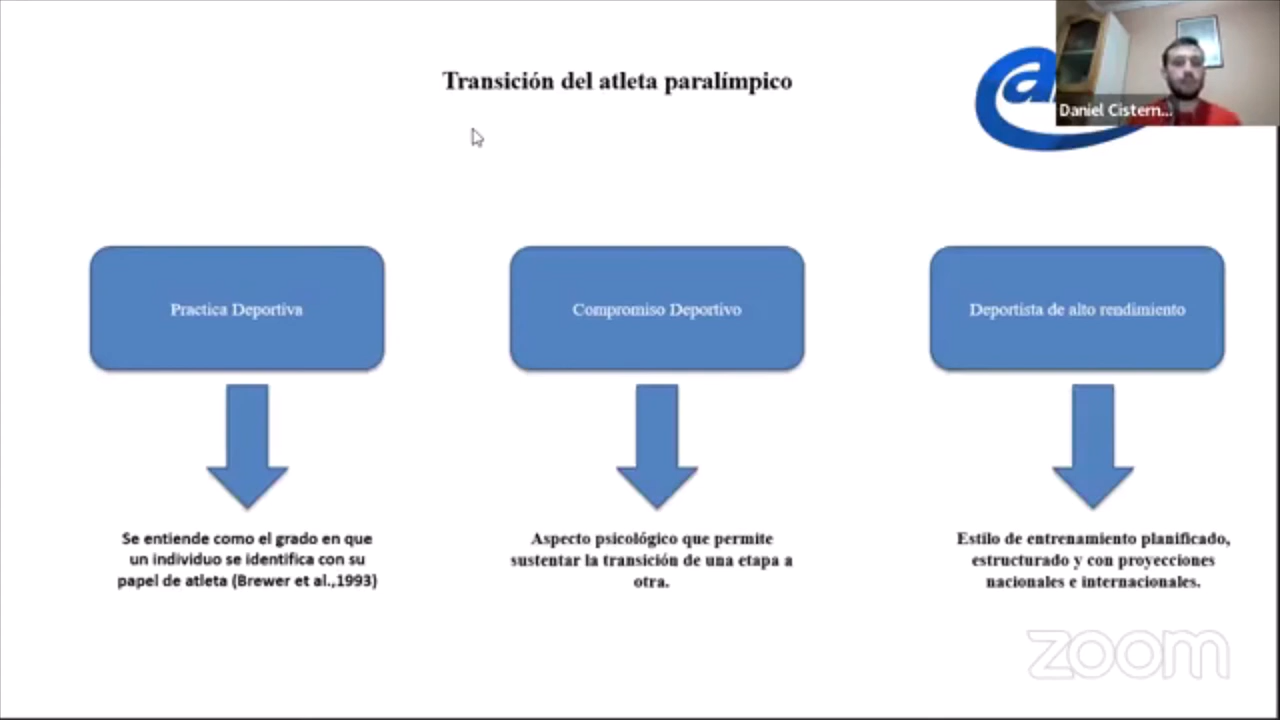 Transición del atleta paralímpico
a
Daniel Cistern...
Practica Deportiva
Compromiso Deportivo
Deportista de alto rendimiento
Se entiende como el grado en que
un individuo se identifica con su
papel de atleta (Brewer et al.,1993)
Aspecto psicológico que permite
sustentar la transición de una etapa a
otra.
Estilo de entrenamiento planificado,
estructurado y con proyecciones
nacionales e internacionales.
zoom